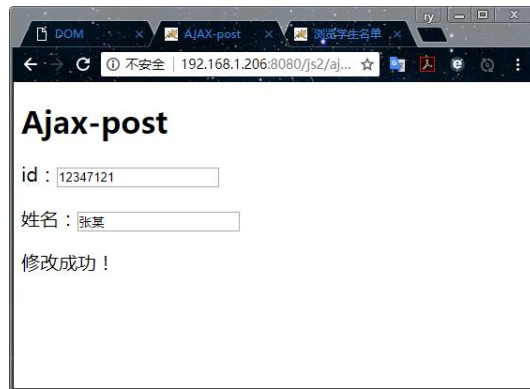 ry
DOM
AJAX-post
浏览学生名单
不安全 | 192.168.1.206:8080/js2/aj...
Ajax-post
id：12347121
姓名：张某
修改成功！